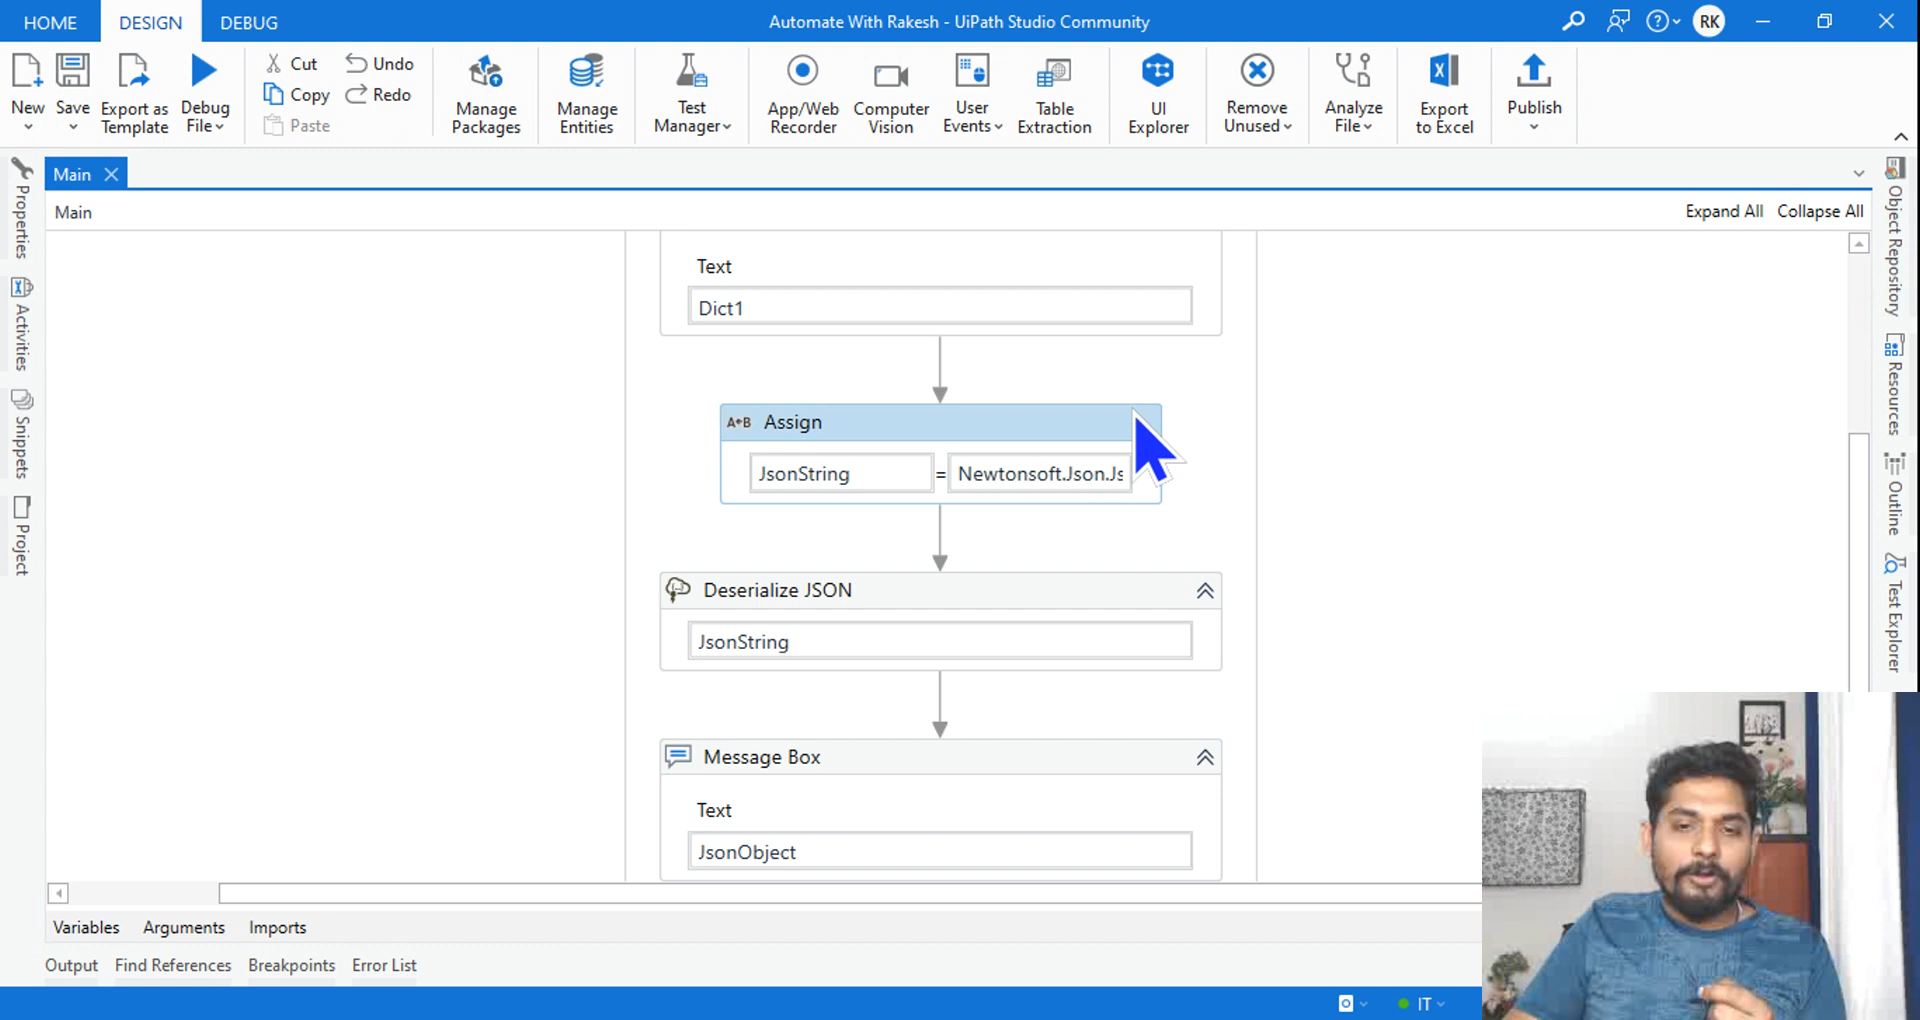 HOME DESIGN DEBUG Automate With Rakesh - UiPath Studio Community RK
New Save Export as Template Debug File Cut Copy Paste Undo Redo Manage Packages Manage Entities Test Manager App/Web Recorder Computer Vision User Events Table Extraction UI Explorer Remove Unused Analyze File Export to Excel Publish
Main
Main Expand All Collapse All
Properties
Activities
Snippets
Project
Text
Dict1
A+B Assign
JsonString = Newtonsoft.Json.Js
Deserialize JSON
JsonString
Message Box
Text
JsonObject
Object Repository
Resources
Outline
Test Explorer
Variables Arguments Imports
Output Find References Breakpoints Error List
IT